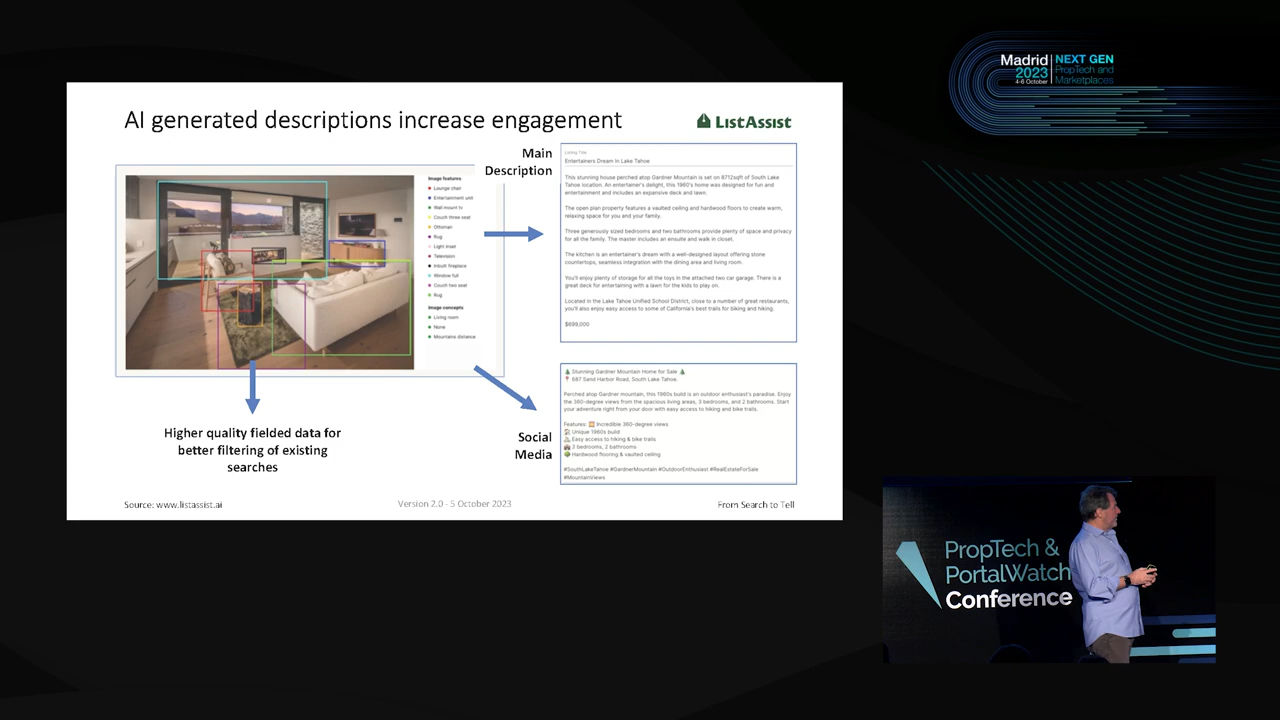 Madrid
2023
4-6 October
NEXT GEN
PropTech and
Marketplaces
AI generated descriptions increase engagement
ListAssist
Main
Description
Image features
Lounge chair
Entertainment unit
Wall mount tv
Couch three seat
Ottoman
Rug
Light inset
Television
Inbuilt fireplace
Window full
Couch two seat
Rug
Image concepts
Living room
None
Mountains distance
Listing Title
Entertainers Dream In Lake Tahoe
This stunning house perched atop Gardner Mountain is set on 8712sqft of South Lake
Tahoe location. An entertainer's delight, this 1960's home was designed for fun and
entertainment and includes an expansive deck and lawn.
The open plan property features a vaulted ceiling and hardwood floors to create warm,
relaxing space for you and your family.
Three generously sized bedrooms and two bathrooms provide plenty of space and privacy
for all the family. The master includes an ensuite and walk in closet.
The kitchen is an entertainer's dream with a well-designed layout offering stone
countertops, seamless integration with the dining area and living room.
You'll enjoy plenty of storage for all the toys in the attached two car garage. There is a
great deck for entertaining with a lawn for the kids to play on.
Located in the Lake Tahoe Unified School District, close to a number of great restaurants,
you'll also enjoy easy access to some of California's best trails for biking and hiking.
$699,000
Higher quality fielded data for
better filtering of existing
searches
Social
Media
🌲 Stunning Gardner Mountain Home for Sale 🌲
📍 687 Sand Harbor Road, South Lake Tahoe.
Perched atop Gardner mountain, this 1960s build is an outdoor enthusiast's paradise. Enjoy
the 360-degree views from the spacious living areas, 3 bedrooms, and 2 bathrooms. Start
your adventure right from your door with easy access to hiking and bike trails.
Features: 🌅 Incredible 360-degree views
🏠 Unique 1960s build
🚴 Easy access to hiking & bike trails
🏘 3 bedrooms, 2 bathrooms
🌳 Hardwood flooring & vaulted ceiling
#SouthLakeTahoe #GardnerMountain #OutdoorEnthusiast #RealEstateForSale
#MountainViews
Source: www.listassist.ai
Version 2.0 - 5 October 2023
From Search to Tell
PropTech &
PortalWatch
Conference